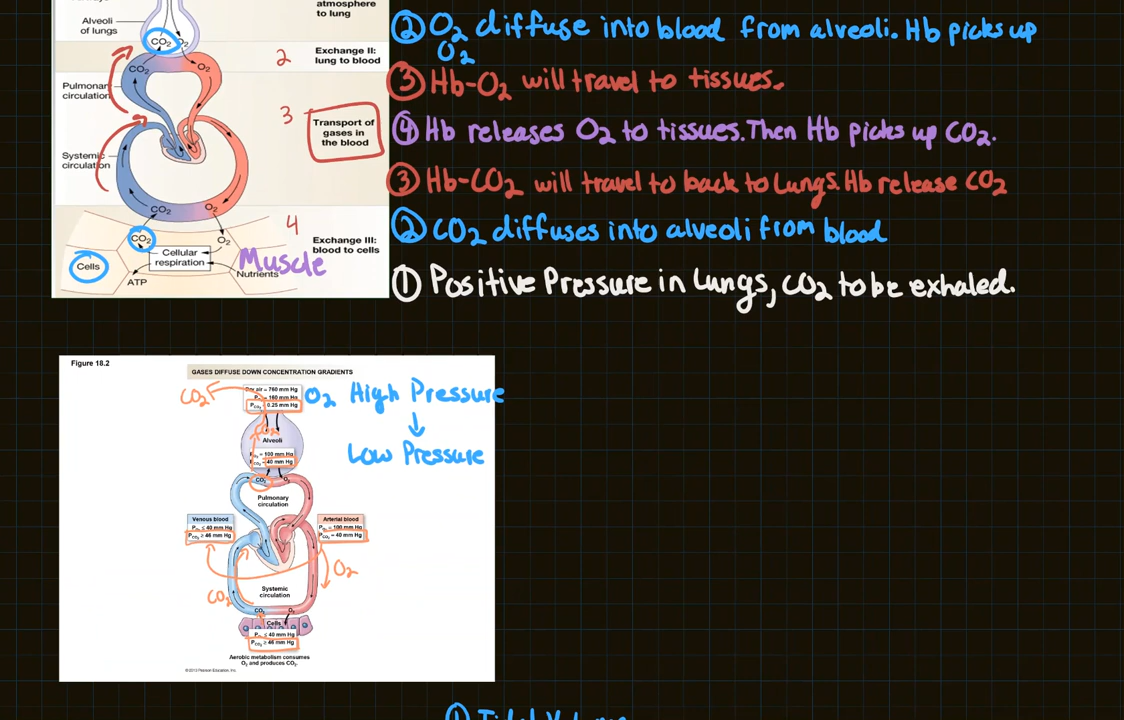 atmosphere
to lung
Alveoli
of lungs
CO2 O2
Exchange II:
lung to blood
2
CO2 O2
Pulmonary
circulation
3
Transport of
gases in
the blood
Systemic
circulation
CO2 O2
4
Exchange III:
blood to cells
CO2 O2
Cells
Cellular
respiration
Muscle
Nutrients
ATP
② O2 diffuse into blood from alveoli. Hb picks up
O2
③ Hb-O2 will travel to tissues.
④ Hb releases O2 to tissues. Then Hb picks up CO2.
③ Hb-CO2 will travel to back to Lungs. Hb release CO2
② CO2 diffuses into alveoli from blood
① Positive Pressure in Lungs, CO2 to be exhaled.
Figure 18.2
GASES DIFFUSE DOWN CONCENTRATION GRADIENTS
CO2
Dry air = 760 mm Hg
= 160 mm Hg
PCO2 0.25 mm Hg
O2 High Pressure
↓
Low Pressure
Alveoli
= 100 mm Hg
40 mm Hg
CO2 O2
Pulmonary
circulation
Venous blood
PO2 ≤ 40 mm Hg
PCO2 ≥ 46 mm Hg
Arterial blood
PO2 = 100 mm Hg
PCO2 = 40 mm Hg
O2
Systemic
circulation
CO2
CO2 O2
Cells
≤ 40 mm Hg
PCO2 ≥ 46 mm Hg
Aerobic metabolism consumes
O2 and produces CO2.
© 2013 Pearson Education, Inc.